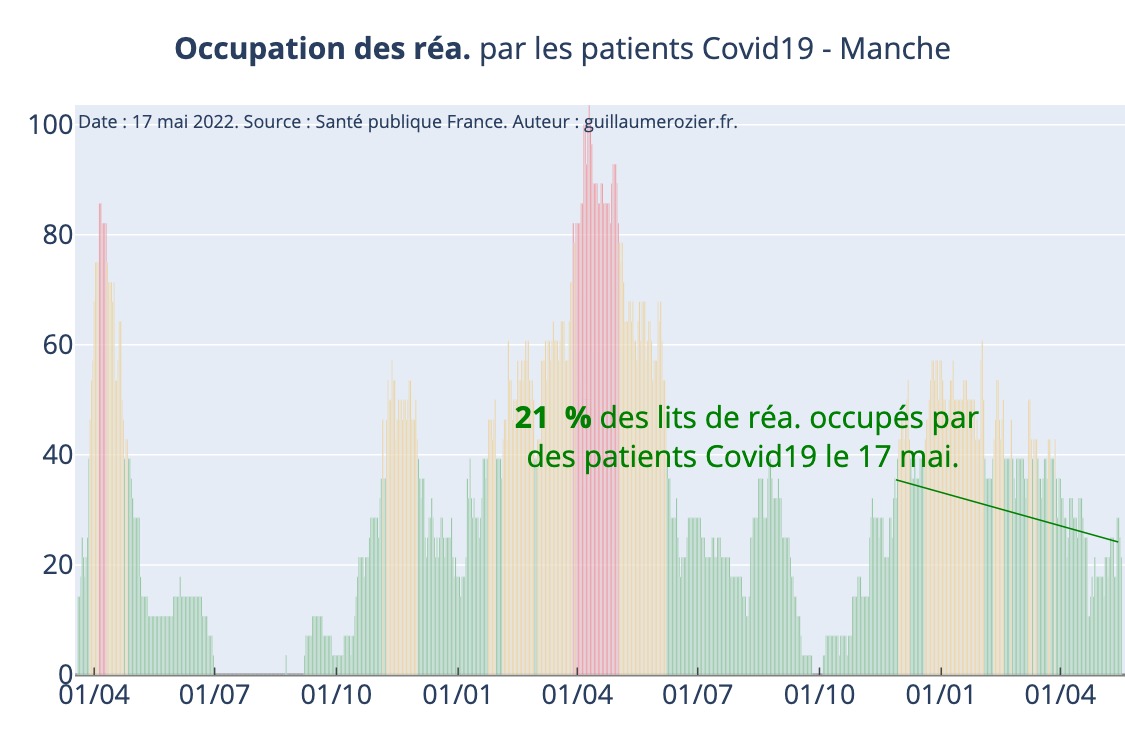 Occupation des réa. par les patients Covid19 - Manche
100
Date : 17 mai 2022. Source : Santé publique France. Auteur : guillaumerozier.fr.
80
60
21  % des lits de réa. occupés par
des patients Covid19 le 17 mai.
40
20
0
01/04 01/07 01/10 01/01 01/04 01/07 01/10 01/01 01/04